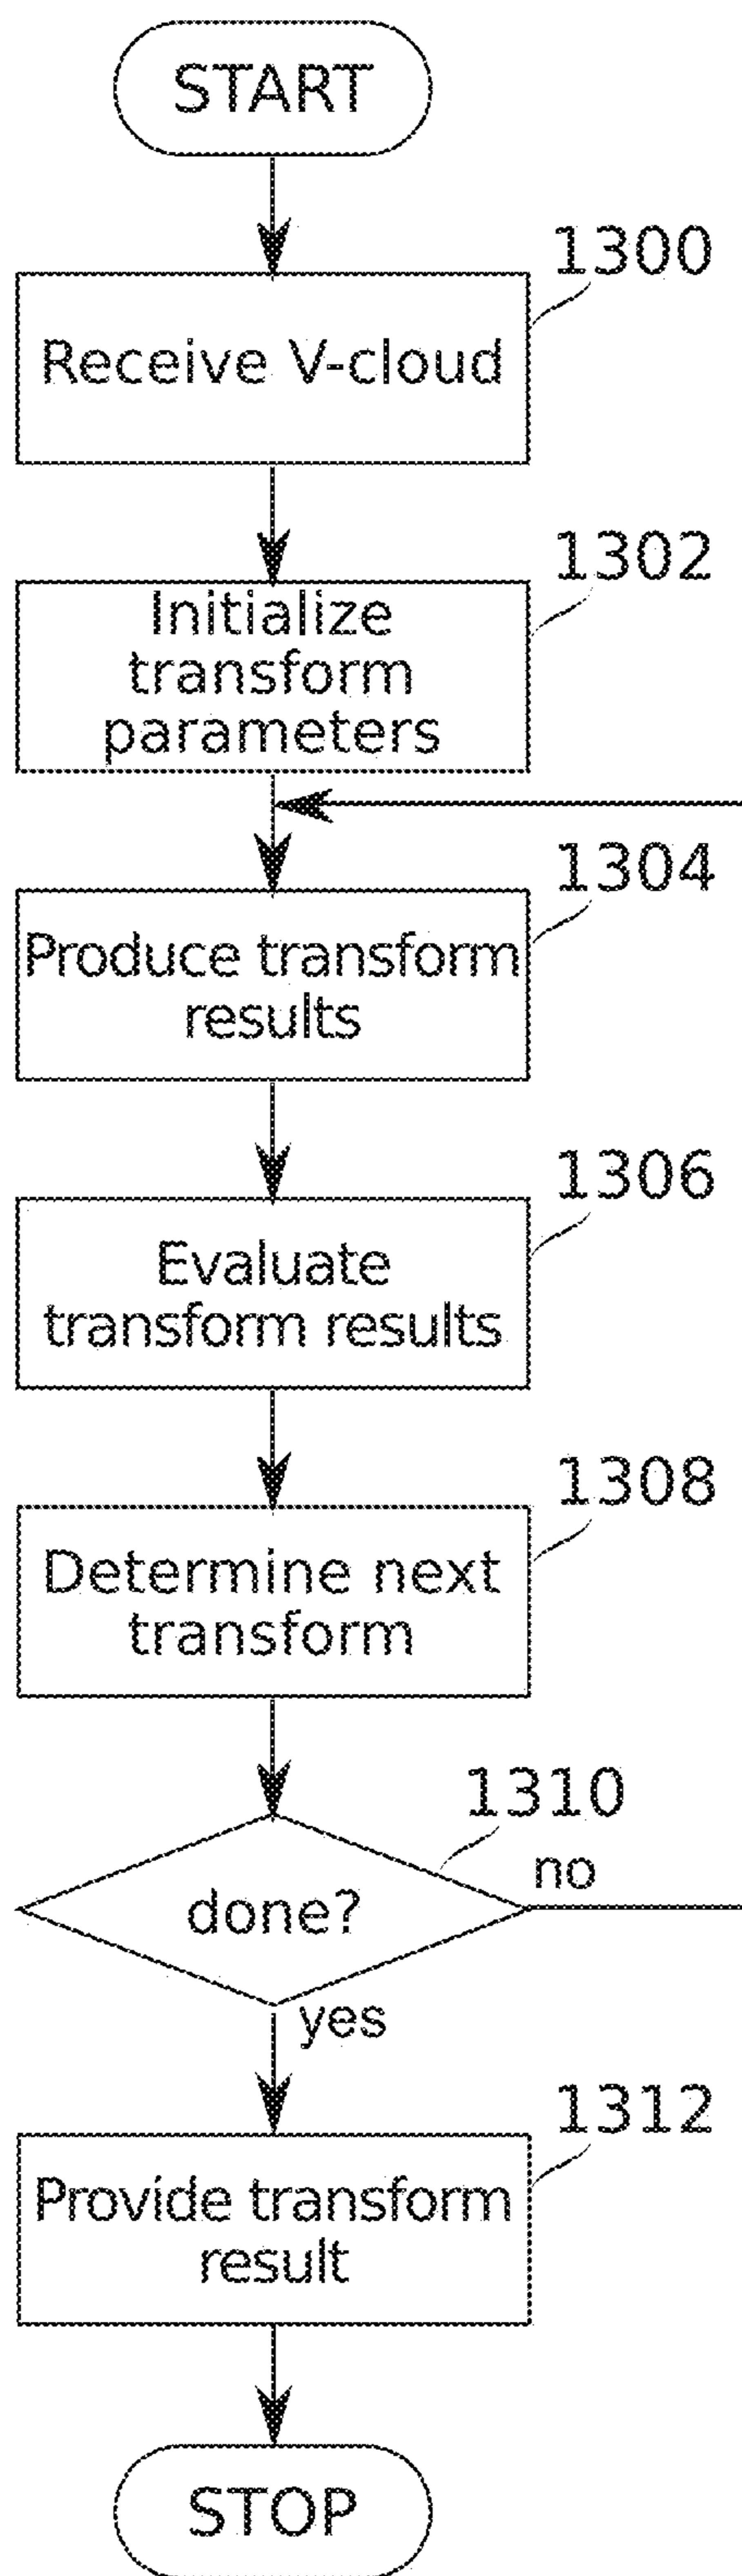 START
1300
Receive V-cloud
1302
Initialize
transform
parameters
1304
Produce transform
results
1306
Evaluate
transform results
1308
Determine next
transform
1310
no
done?
yes
1312
Provide transform
result
STOP